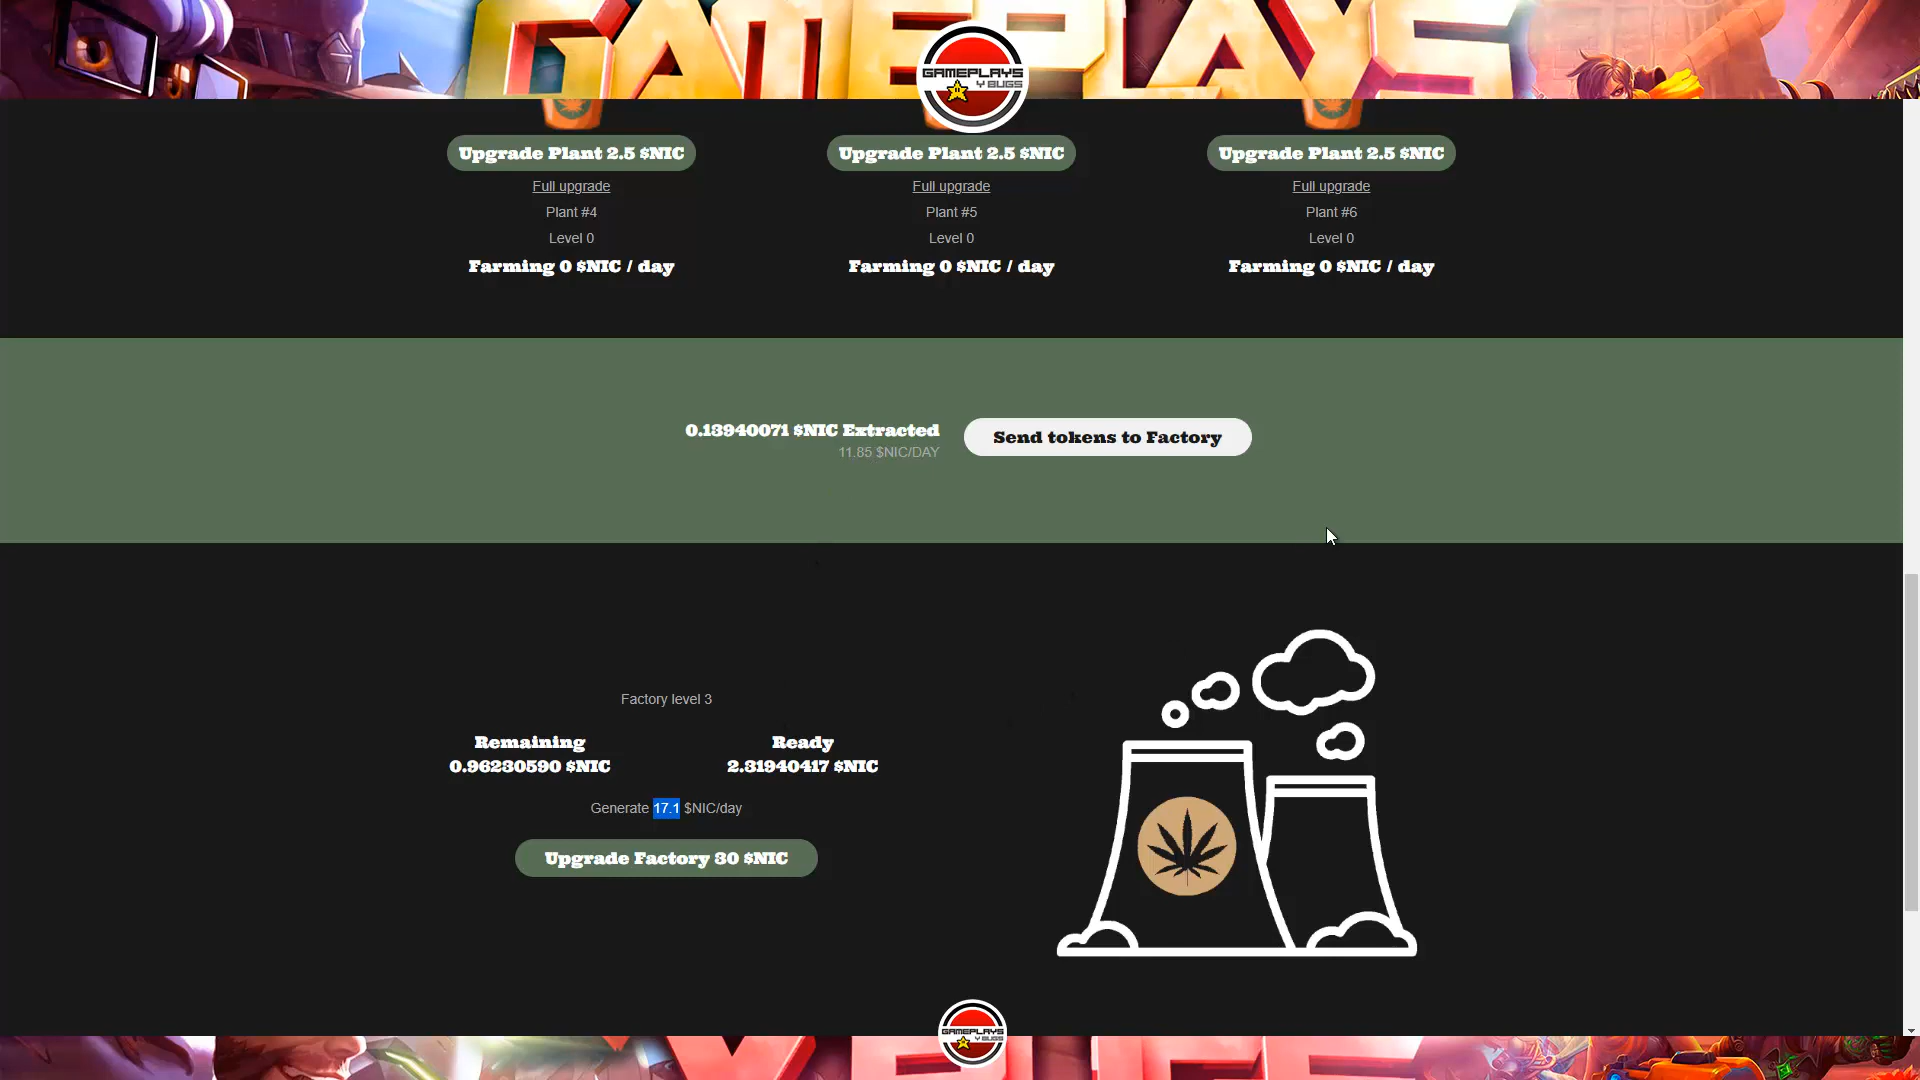 GAMEPLAYS
GAMEPLAYS
Y BUGS
Upgrade Plant 2.5 $NIC
Upgrade Plant 2.5 $NIC
Upgrade Plant 2.5 $NIC
Full upgrade
Full upgrade
Full upgrade
Plant #4
Plant #5
Plant #6
Level 0
Level 0
Level 0
Farming 0 $NIC / day
Farming 0 $NIC / day
Farming 0 $NIC / day
0.13940071 $NIC Extracted
11.85 $NIC/DAY
Send tokens to Factory
Factory level 3
Remaining
0.96230590 $NIC
Ready
2.31940417 $NIC
Generate 17.1 $NIC/day
Upgrade Factory 30 $NIC
GAMEPLAYS
Y BUGS